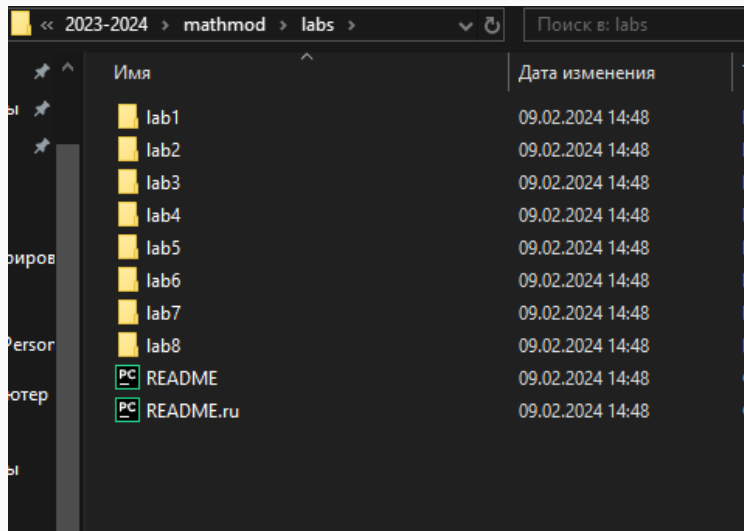 « 2023-2024 > mathmod > labs > Поиск в: labs
Имя Дата изменения
lab1 09.02.2024 14:48
lab2 09.02.2024 14:48
lab3 09.02.2024 14:48
lab4 09.02.2024 14:48
lab5 09.02.2024 14:48
lab6 09.02.2024 14:48
lab7 09.02.2024 14:48
lab8 09.02.2024 14:48
PC README 09.02.2024 14:48
PC README.ru 09.02.2024 14:48